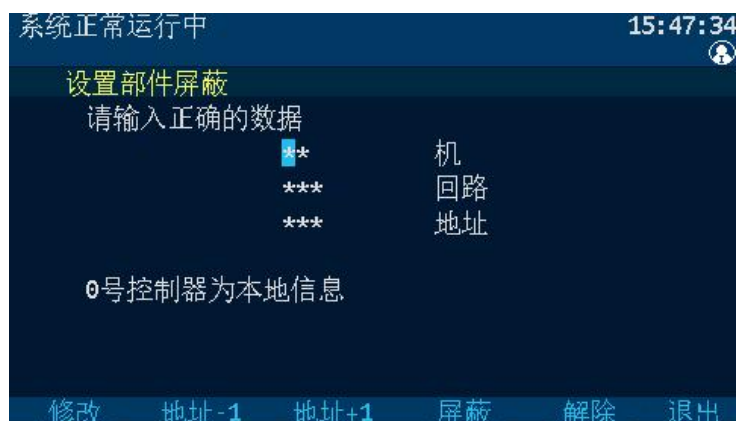 系统正常运行中 15:47:34
设置部件屏蔽
请输入正确的数据
** 机
*** 回路
*** 地址
0号控制器为本地信息
修改 地址-1 地址+1 屏蔽 解除 退出